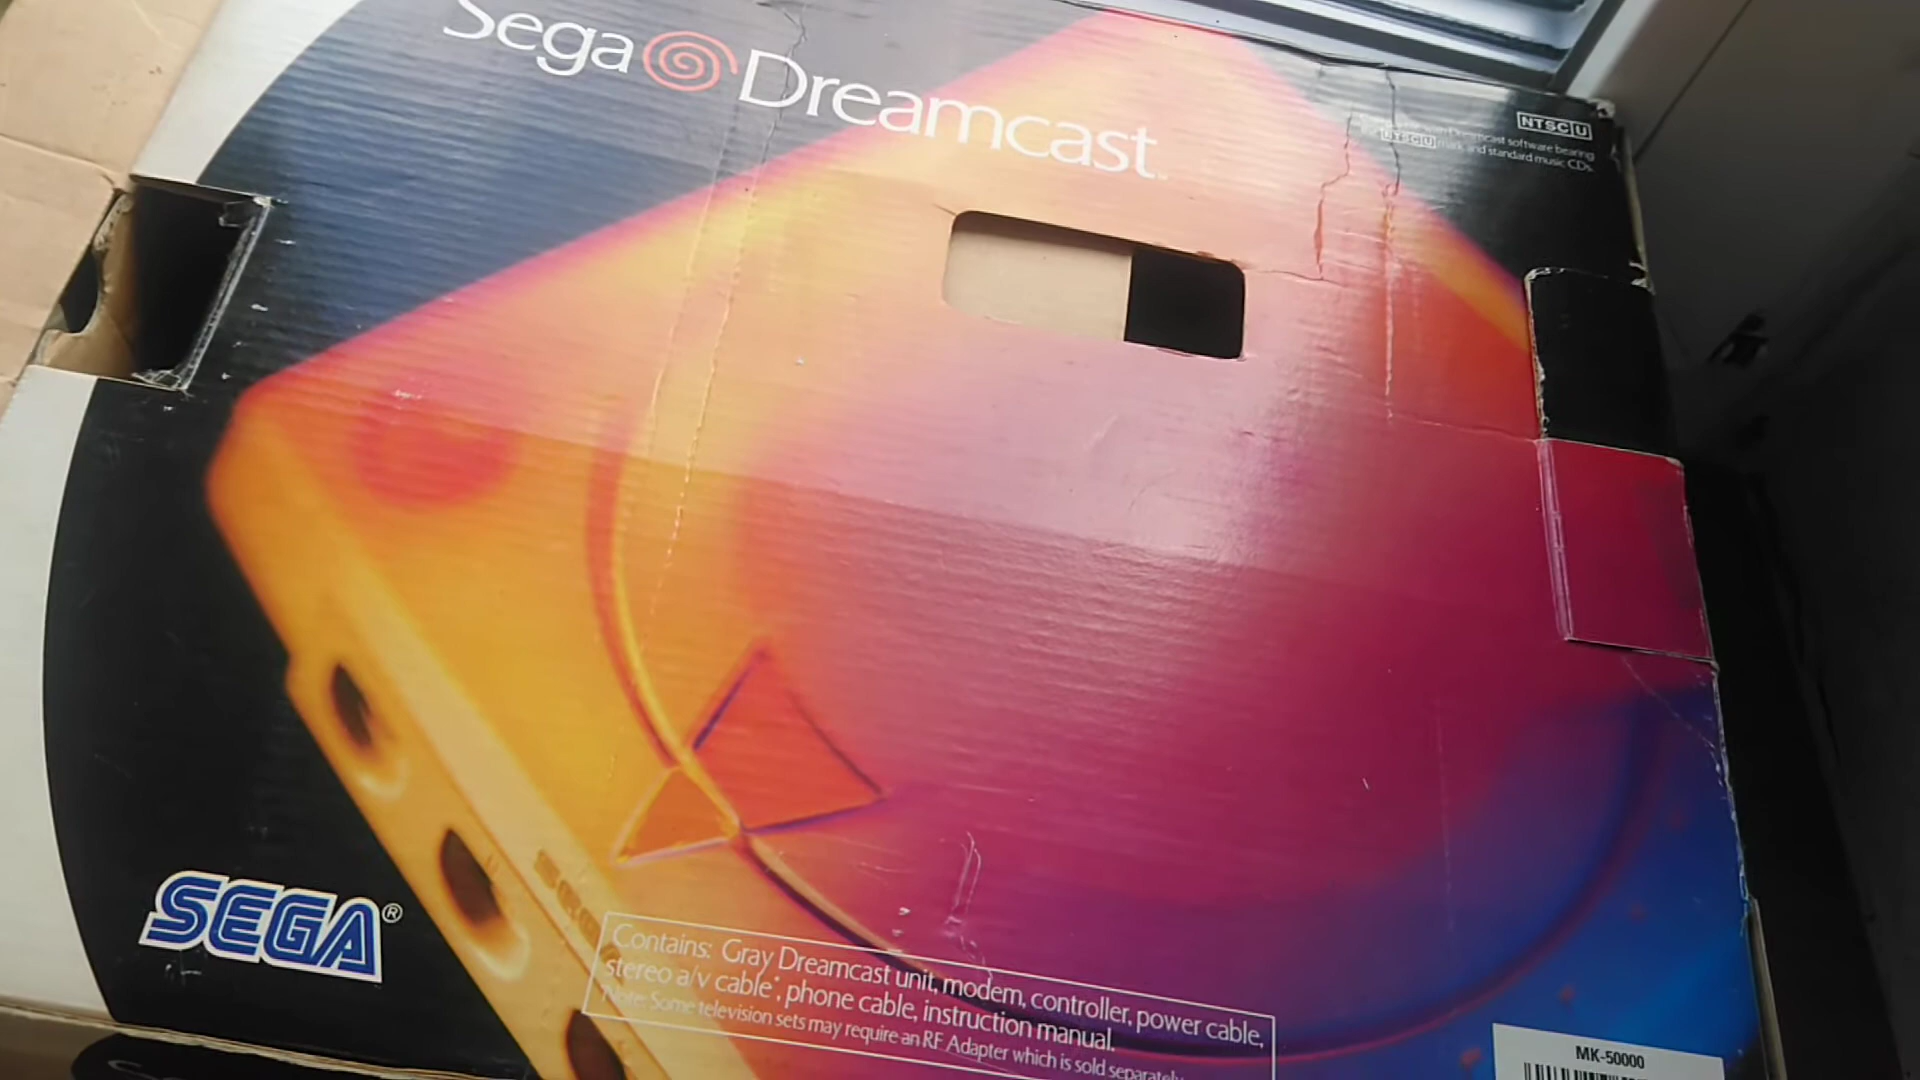 Sega Dreamcast
NTSC U
Dreamcast software bearing
NTSC U mark and standard music CDs.
SEGA®
Contains: Gray Dreamcast unit, modem, controller, power cable,
stereo a/v cable*, phone cable, instruction manual.
*Note: Some television sets may require an RF Adapter which is sold separately.
MK-50000